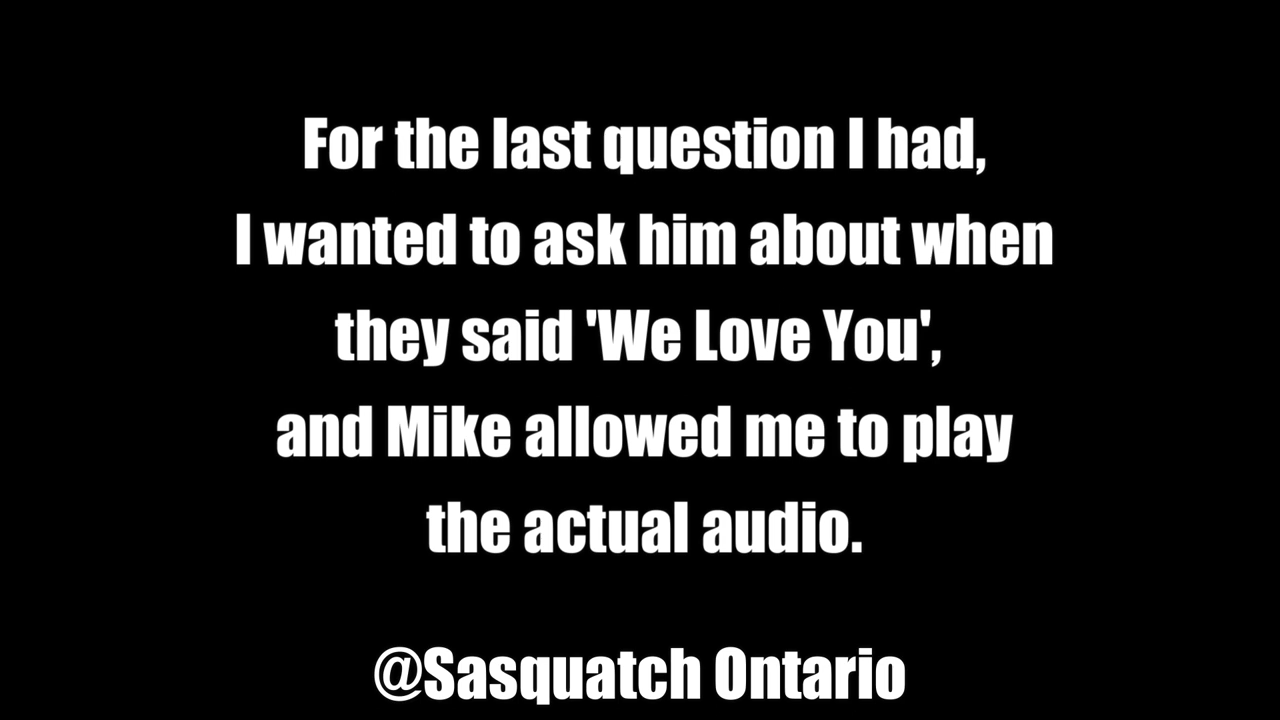 For the last question I had,
I wanted to ask him about when
they said 'We Love You',
and Mike allowed me to play
the actual audio.
@Sasquatch Ontario